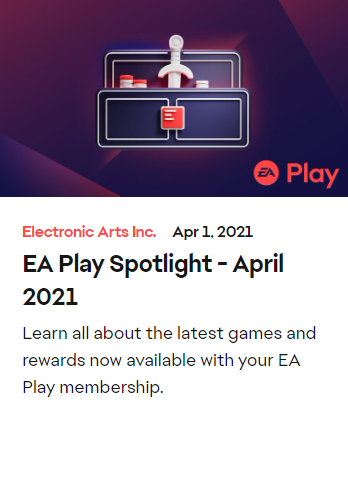 EA Play
Electronic Arts Inc. Apr 1, 2021
EA Play Spotlight - April
2021
Learn all about the latest games and
rewards now available with your EA
Play membership.